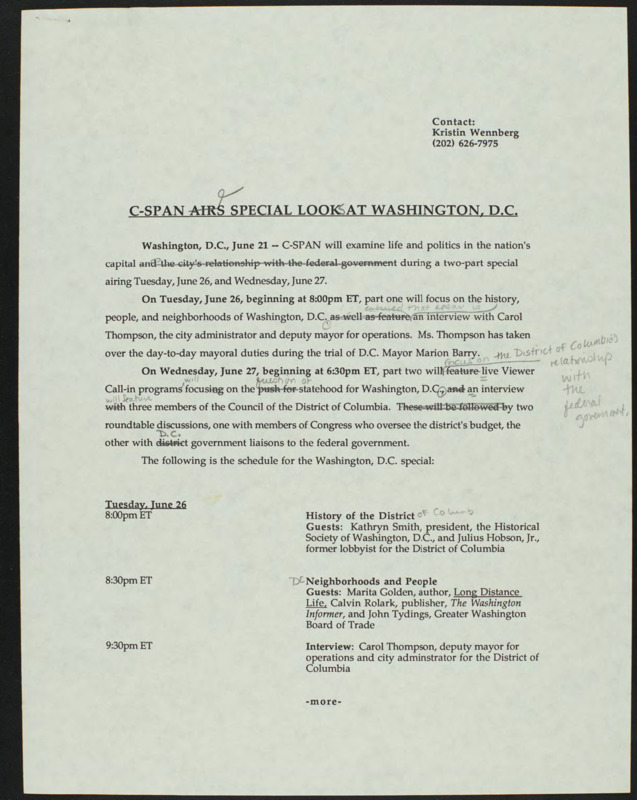 Contact:
Kristin Wennberg
(202) 626-7975
C-SPAN AIRS SPECIAL LOOKS AT WASHINGTON, D.C.
Washington, D.C., June 21 -- C-SPAN will examine life and politics in the nation's
capital and the city's relationship with the federal government during a two-part special
airing Tuesday, June 26, and Wednesday, June 27.
On Tuesday, June 26, beginning at 8:00pm ET, part one will focus on the history,
people, and neighborhoods of Washington, D.C. as well as feature an interview with Carol
Thompson, the city administrator and deputy mayor for operations. Ms. Thompson has taken
over the day-to-day mayoral duties during the trial of D.C. Mayor Marion Barry.
focus on the District of Columbia's
relationship
with
the
federal
government.
On Wednesday, June 27, beginning at 6:30pm ET, part two will feature live Viewer
will question of
Call-in programs focusing on the push for statehood for Washington, D.C., and an interview
will feature
with three members of the Council of the District of Columbia. These will be followed by two
roundtable discussions, one with members of Congress who oversee the district's budget, the
D.C.
other with district government liaisons to the federal government.
The following is the schedule for the Washington, D.C. special:
Tuesday, June 26
8:00pm ET
History of the District of Columb
Guests: Kathryn Smith, president, the Historical
Society of Washington, D.C., and Julius Hobson, Jr.,
former lobbyist for the District of Columbia
8:30pm ET
DC Neighborhoods and People
Guests: Marita Golden, author, Long Distance
Life, Calvin Rolark, publisher, The Washington
Informer, and John Tydings, Greater Washington
Board of Trade
9:30pm ET
Interview: Carol Thompson, deputy mayor for
operations and city adminstrator for the District of
Columbia
-more-